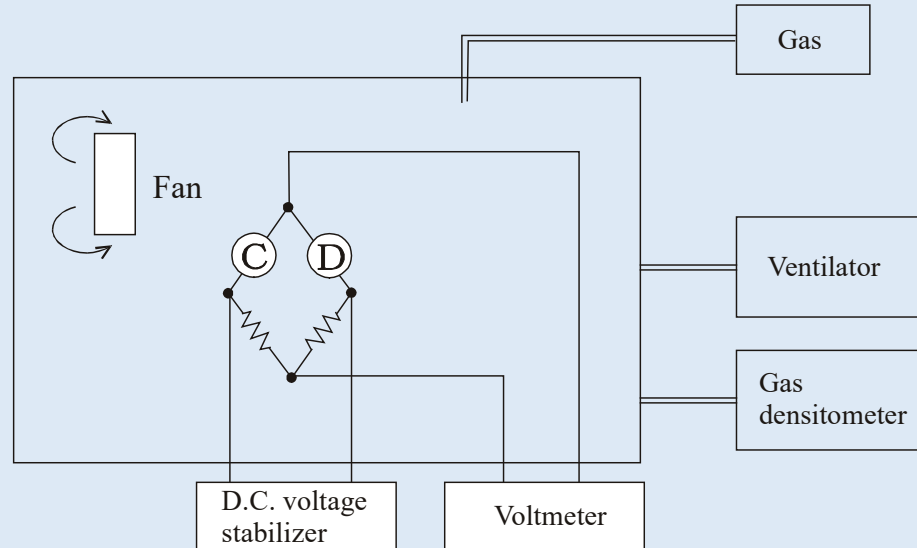 Gas
Fan
C
D
Ventilator
Gas
densitometer
D.C. voltage
stabilizer
Voltmeter